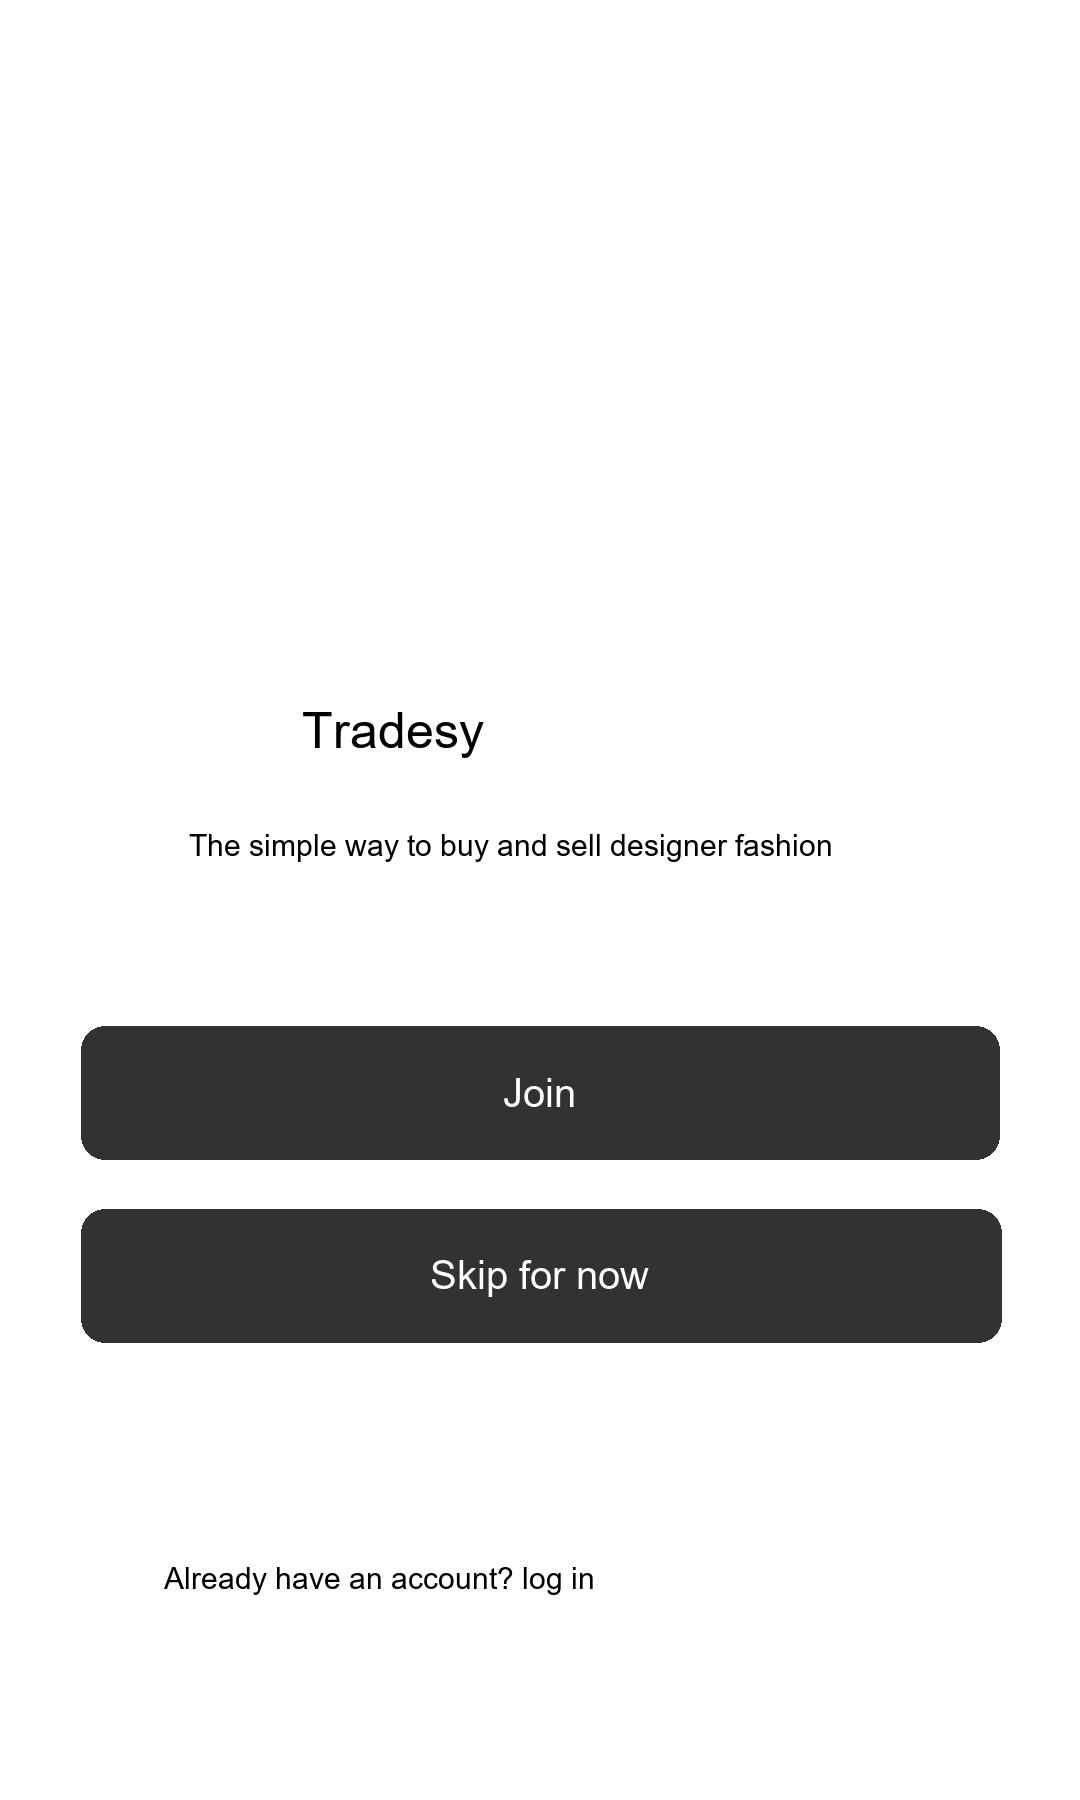 Tradesy
The simple way to buy and sell designer fashion
Join
Skip for now
Already have an account? log in